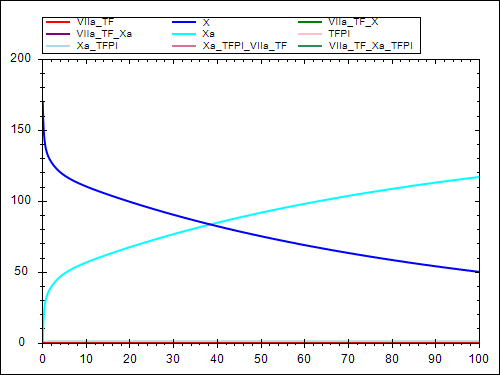 VIIa_TF X VIIa_TF_X
VIIa_TF_Xa Xa TFPI
Xa_TFPI Xa_TFPI_VIIa_TF VIIa_TF_Xa_TFPI
200
150
100
50
0
0 10 20 30 40 50 60 70 80 90 100